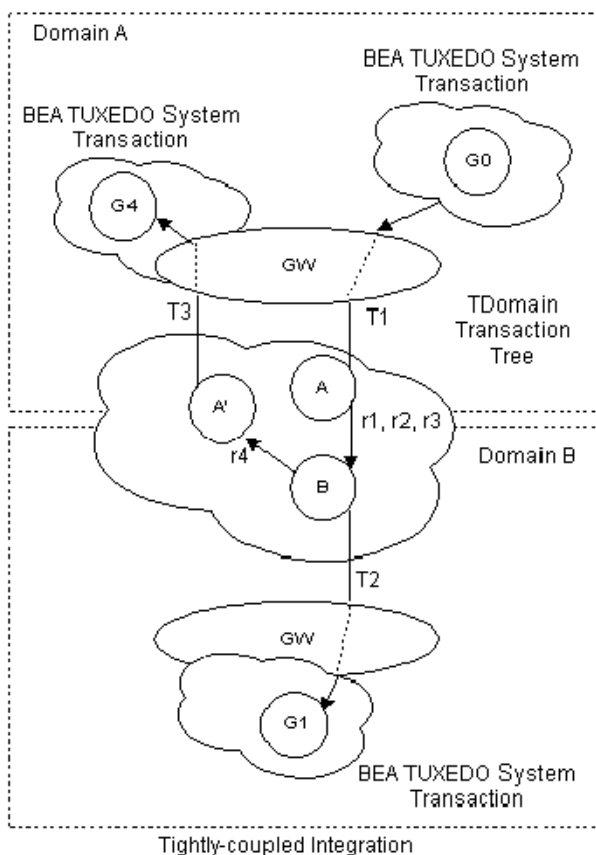 Domain A
BEA TUXEDO System
Transaction
BEA TUXEDO System
Transaction
G0
G4
GW
T3
T1
TDomain
Transaction
Tree
A
A'
r1, r2, r3
r4
Domain B
B
T2
GW
G1
BEA TUXEDO System
Transaction
Tightly-coupled Integration